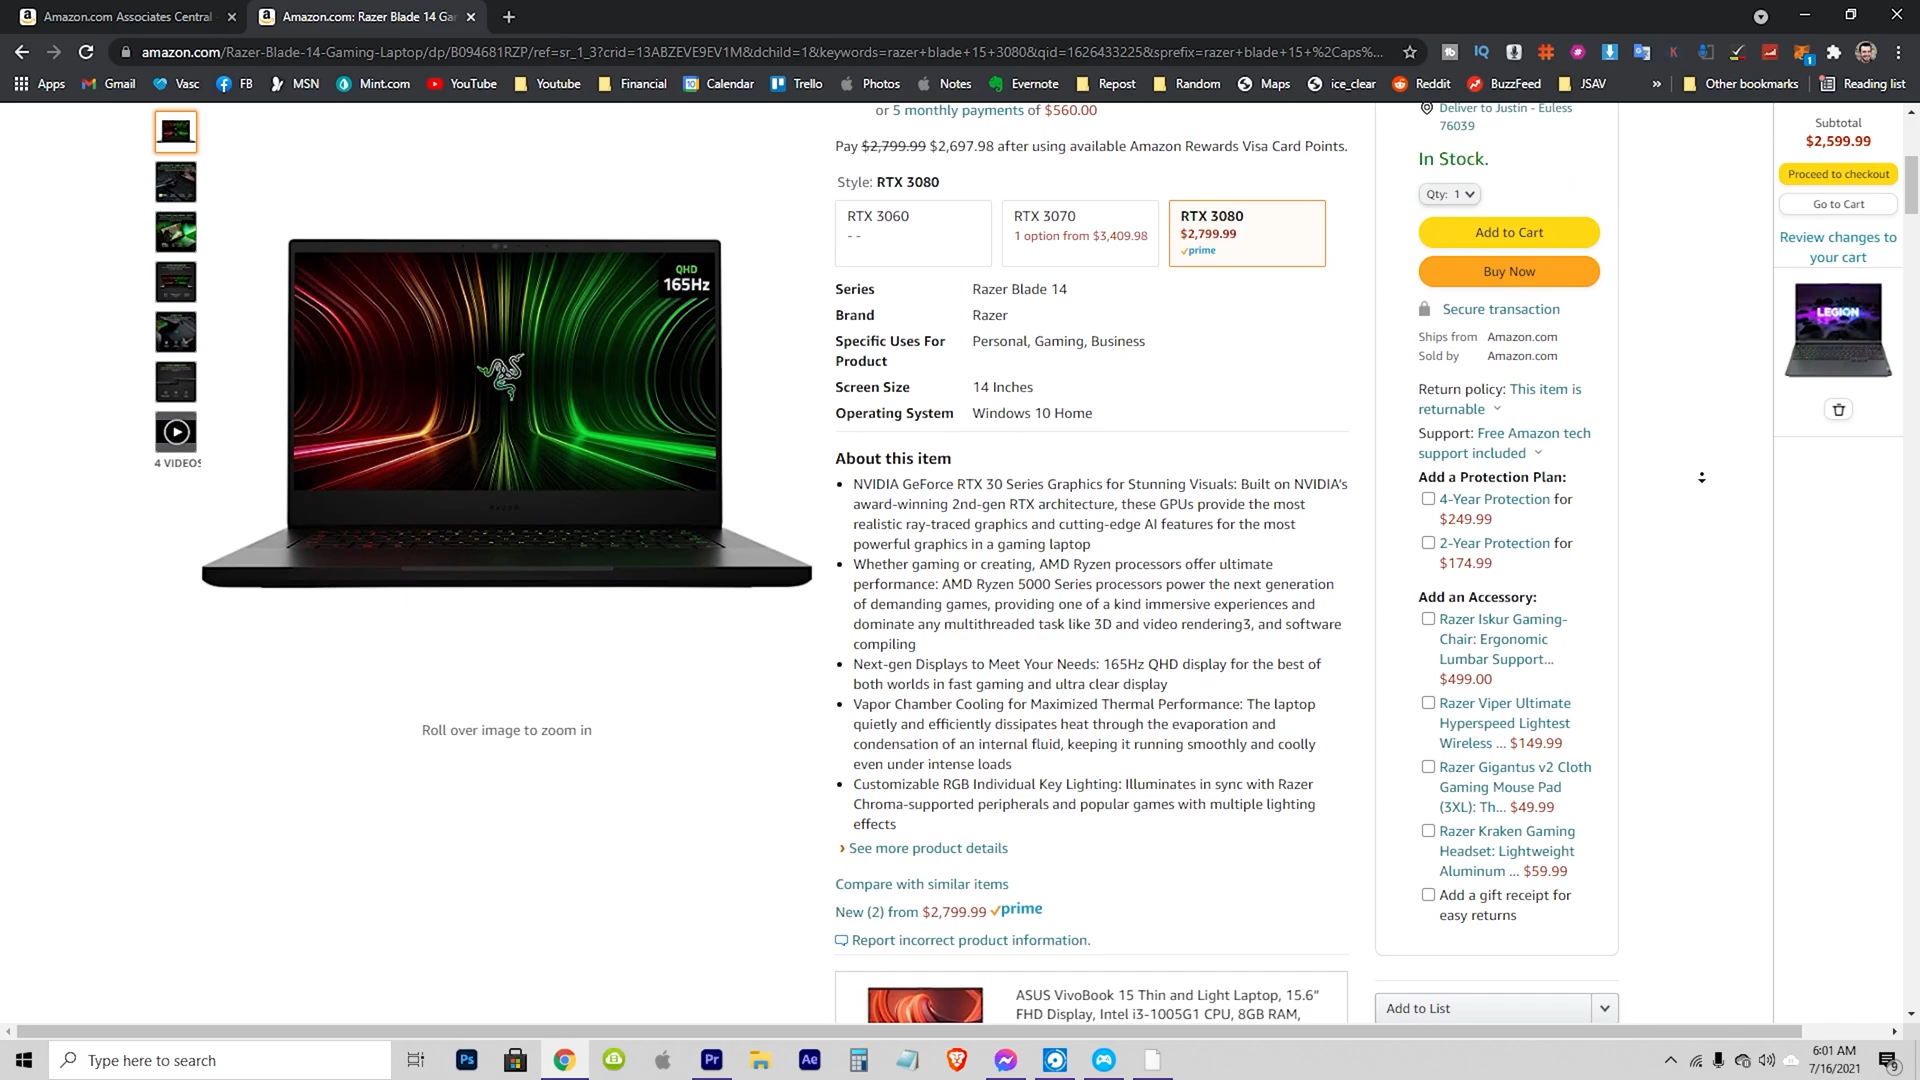 Amazon.com Associates Central
Amazon.com: Razer Blade 14 Gar
amazon.com/Razer-Blade-14-Gaming-Laptop/dp/B094681RZP/ref=sr_1_3?crid=13ABZEVE9EV1M&dchild=1&keywords=razer+blade+15+3080&qid=1626433225&sprefix=razer+blade+15+%2Caps%...
Apps
Gmail
Vasc
FB
MSN
Mint.com
YouTube
Youtube
Financial
Calendar
Trello
Photos
Notes
Evernote
Repost
Random
Maps
ice_clear
Reddit
BuzzFeed
JSAV
»
Other bookmarks
Reading list
4 VIDEOS
QHD
165Hz
RAZER
Roll over image to zoom in
or 5 monthly payments of $560.00
Pay $2,799.99 $2,697.98 after using available Amazon Rewards Visa Card Points.
Style: RTX 3080
RTX 3060
- -
RTX 3070
1 option from $3,409.98
RTX 3080
$2,799.99
prime
Series Razer Blade 14
Brand Razer
Specific Uses For Product Personal, Gaming, Business
Screen Size 14 Inches
Operating System Windows 10 Home
About this item
• NVIDIA GeForce RTX 30 Series Graphics for Stunning Visuals: Built on NVIDIA's
award-winning 2nd-gen RTX architecture, these GPUs provide the most
realistic ray-traced graphics and cutting-edge AI features for the most
powerful graphics in a gaming laptop
• Whether gaming or creating, AMD Ryzen processors offer ultimate
performance: AMD Ryzen 5000 Series processors power the next generation
of demanding games, providing one of a kind immersive experiences and
dominate any multithreaded task like 3D and video rendering3, and software
compiling
• Next-gen Displays to Meet Your Needs: 165Hz QHD display for the best of
both worlds in fast gaming and ultra clear display
• Vapor Chamber Cooling for Maximized Thermal Performance: The laptop
quietly and efficiently dissipates heat through the evaporation and
condensation of an internal fluid, keeping it running smoothly and coolly
even under intense loads
• Customizable RGB Individual Key Lighting: Illuminates in sync with Razer
Chroma-supported peripherals and popular games with multiple lighting
effects
› See more product details
Compare with similar items
New (2) from $2,799.99 prime
Report incorrect product information.
ASUS VivoBook 15 Thin and Light Laptop, 15.6"
FHD Display, Intel i3-1005G1 CPU, 8GB RAM,
Deliver to Justin - Euless
76039
In Stock.
Qty: 1
Add to Cart
Buy Now
Secure transaction
Ships from Amazon.com
Sold by Amazon.com
Return policy: This item is
returnable
Support: Free Amazon tech
support included
Add a Protection Plan:
4-Year Protection for
$249.99
2-Year Protection for
$174.99
Add an Accessory:
Razer Iskur Gaming-
Chair: Ergonomic
Lumbar Support...
$499.00
Razer Viper Ultimate
Hyperspeed Lightest
Wireless ... $149.99
Razer Gigantus v2 Cloth
Gaming Mouse Pad
(3XL): Th... $49.99
Razer Kraken Gaming
Headset: Lightweight
Aluminum ... $59.99
Add a gift receipt for
easy returns
Add to List
Subtotal
$2,599.99
Proceed to checkout
Go to Cart
Review changes to
your cart
LEGION
Type here to search
Ps
Pr
Ae
6:01 AM
7/16/2021
9